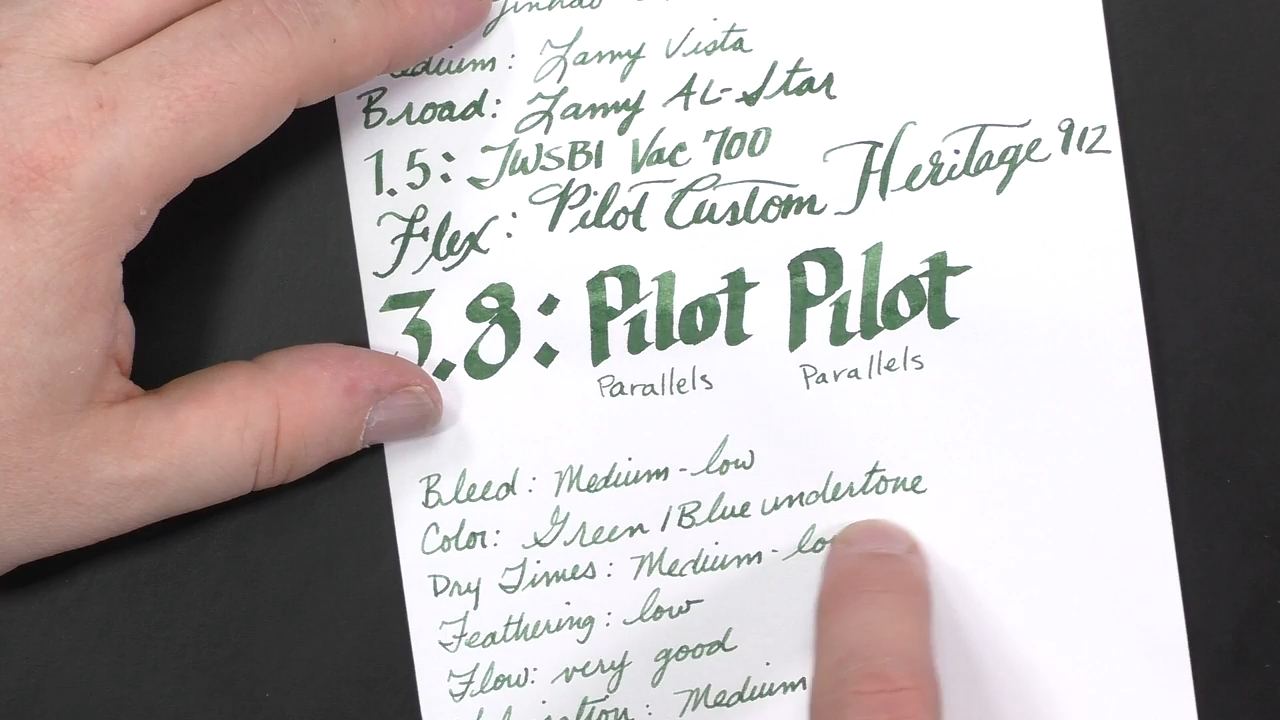 Jinhao
Medium: Lamy Vista
Broad: Lamy AL-Star
1.5: TWSBI Vac 700
Flex: Pilot Custom Heritage 912
3.8: Pilot Pilot
Parallels Parallels
Bleed: Medium-low
Color: Green/Blue undertone
Dry Times: Medium-low
Feathering: low
Flow: very good
Medium